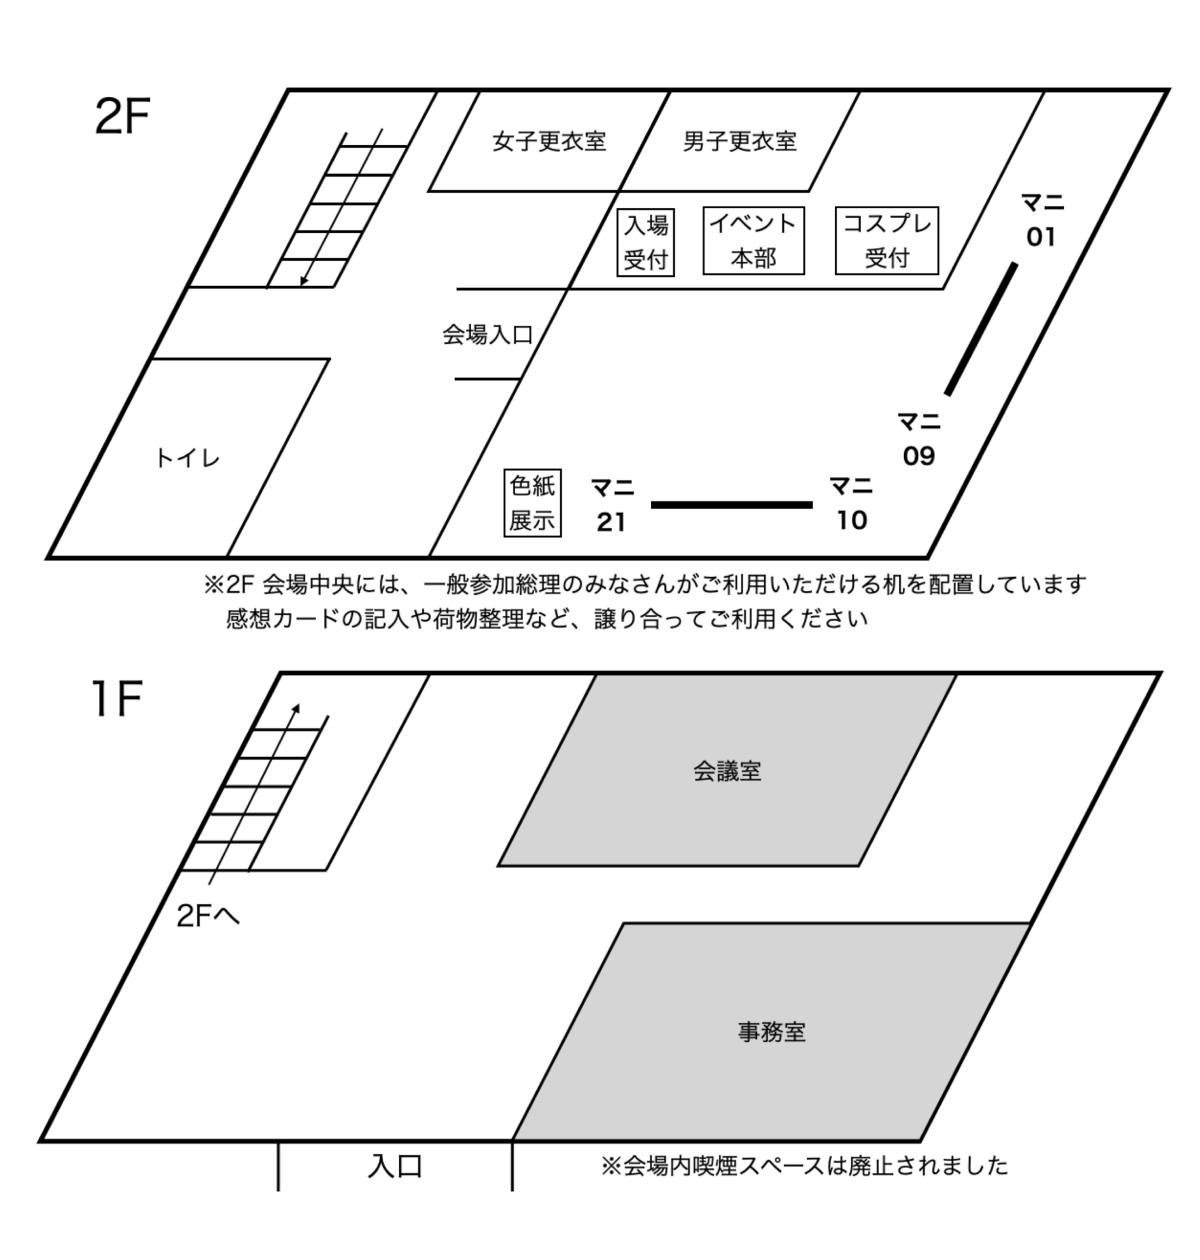 2F
女子更衣室
男子更衣室
入場
受付
イベント
本部
コスプレ
受付
マニ
01
会場入口
マニ
09
トイレ
色紙
展示
マニ
21
マニ
10
※2F 会場中央には、一般参加総理のみなさんがご利用いただける机を配置しています
感想カードの記入や荷物整理など、譲り合ってご利用ください
1F
会議室
2Fへ
事務室
入口
※会場内喫煙スペースは廃止されました